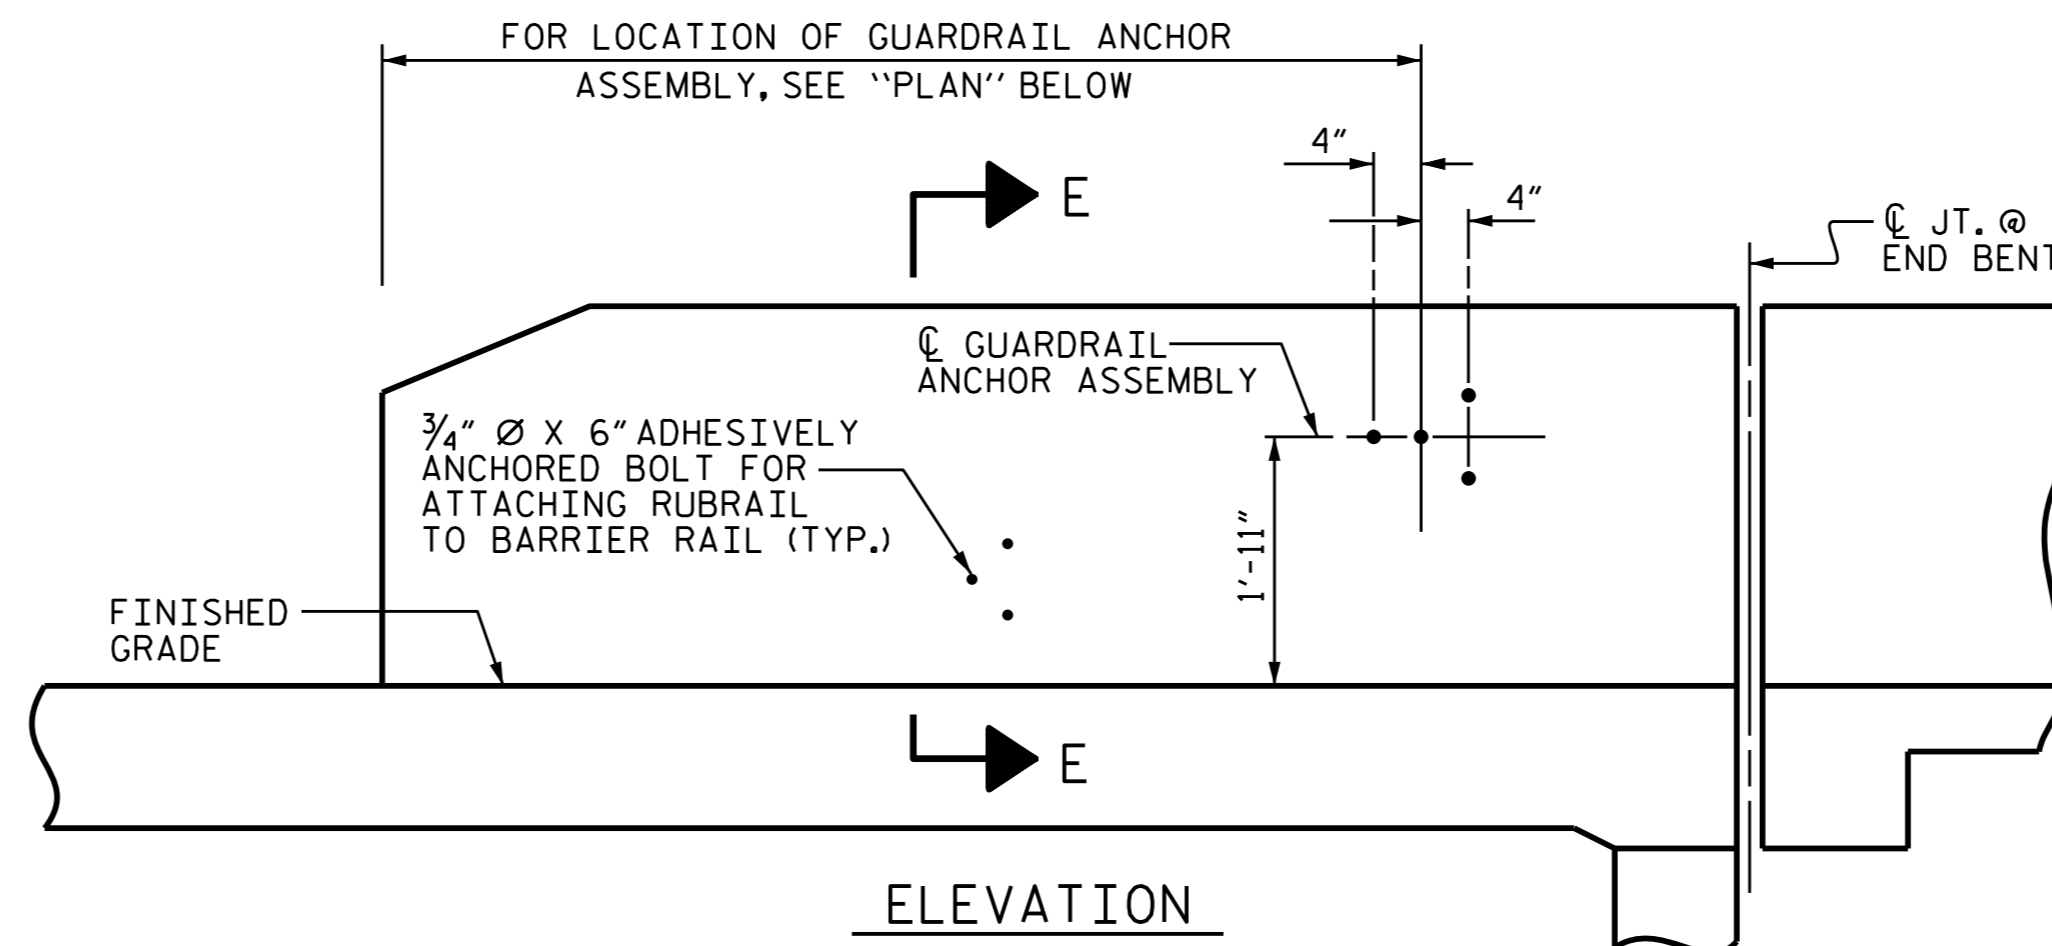 FOR LOCATION OF GUARDRAIL ANCHOR
ASSEMBLY, SEE ‶PLAN″ BELOW
4″
E
4″
℄ JT. @
END BENT
℄ GUARDRAIL
ANCHOR ASSEMBLY
¾″ Ø X 6″ ADHESIVELY
ANCHORED BOLT FOR
ATTACHING RUBRAIL
TO BARRIER RAIL (TYP.)
1′-11″
FINISHED
GRADE
E
ELEVATION